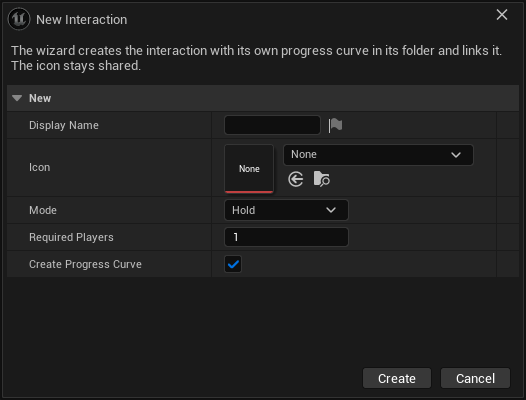 New Interaction
The wizard creates the interaction with its own progress curve in its folder and links it.
The icon stays shared.
New
Display Name
Icon
None
None
Mode
Hold
Required Players
1
Create Progress Curve
Create
Cancel